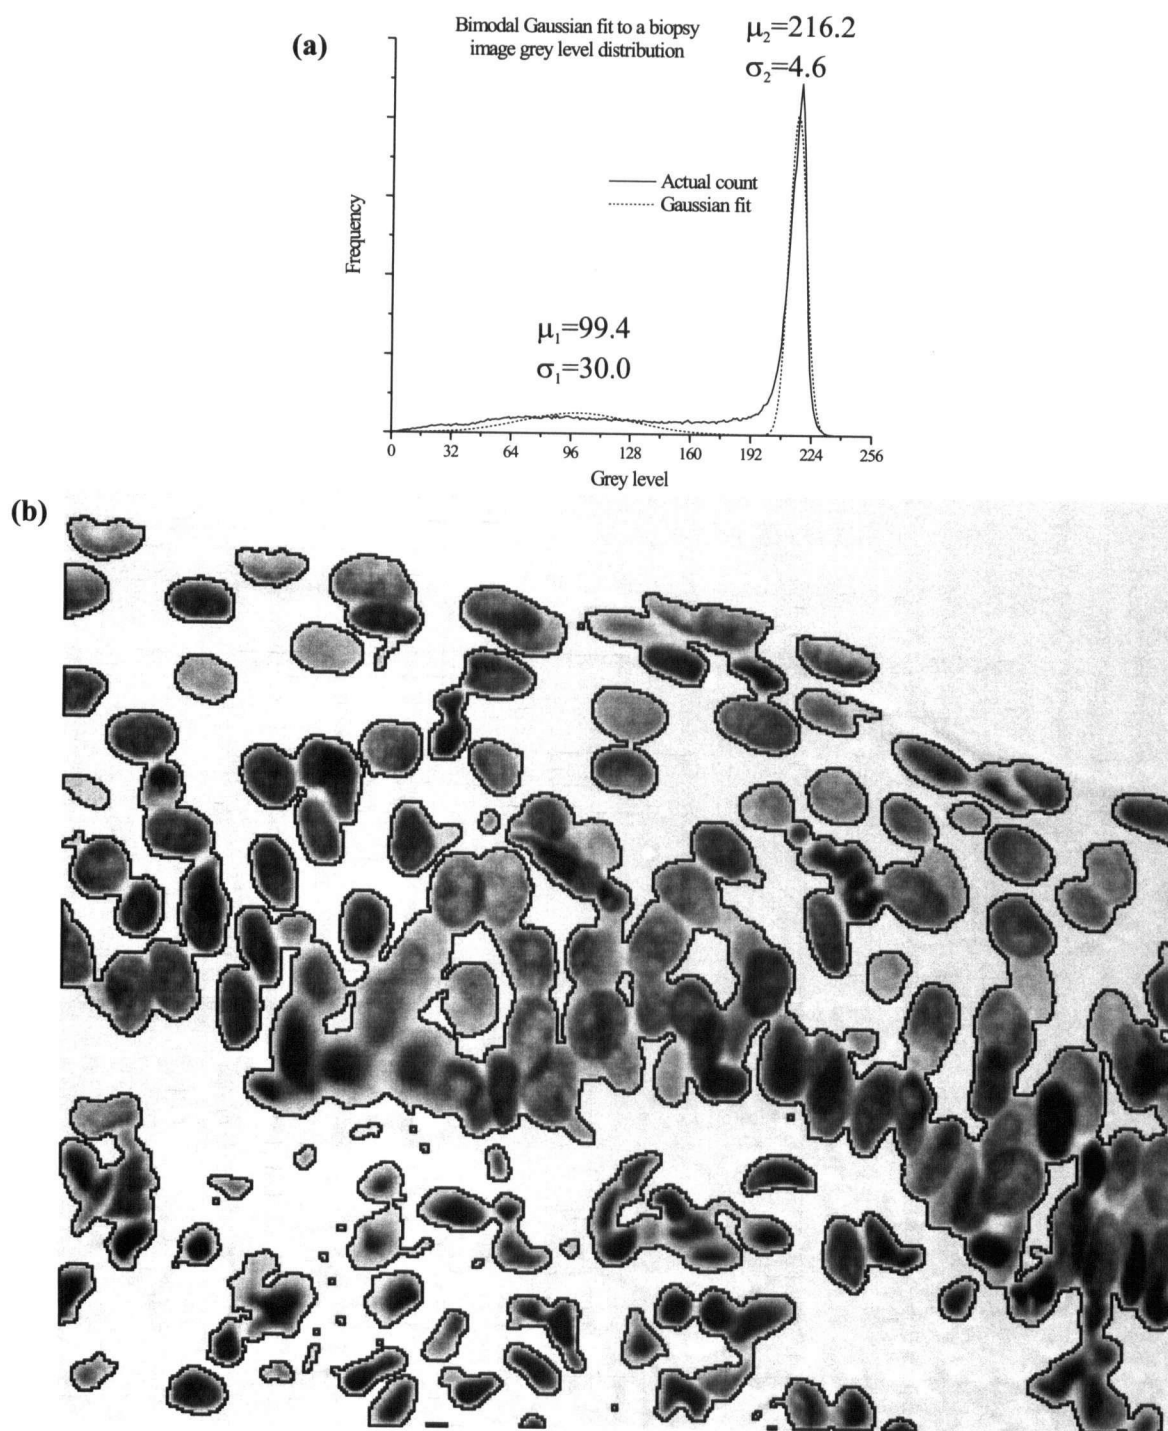 (a)
Bimodal Gaussian fit to a biopsy
image grey level distribution
μ₂=216.2
σ₂=4.6
Actual count
Gaussian fit
Frequency
μ₁=99.4
σ₁=30.0
0 32 64 96 128 160 192 224 256
Grey level
(b)